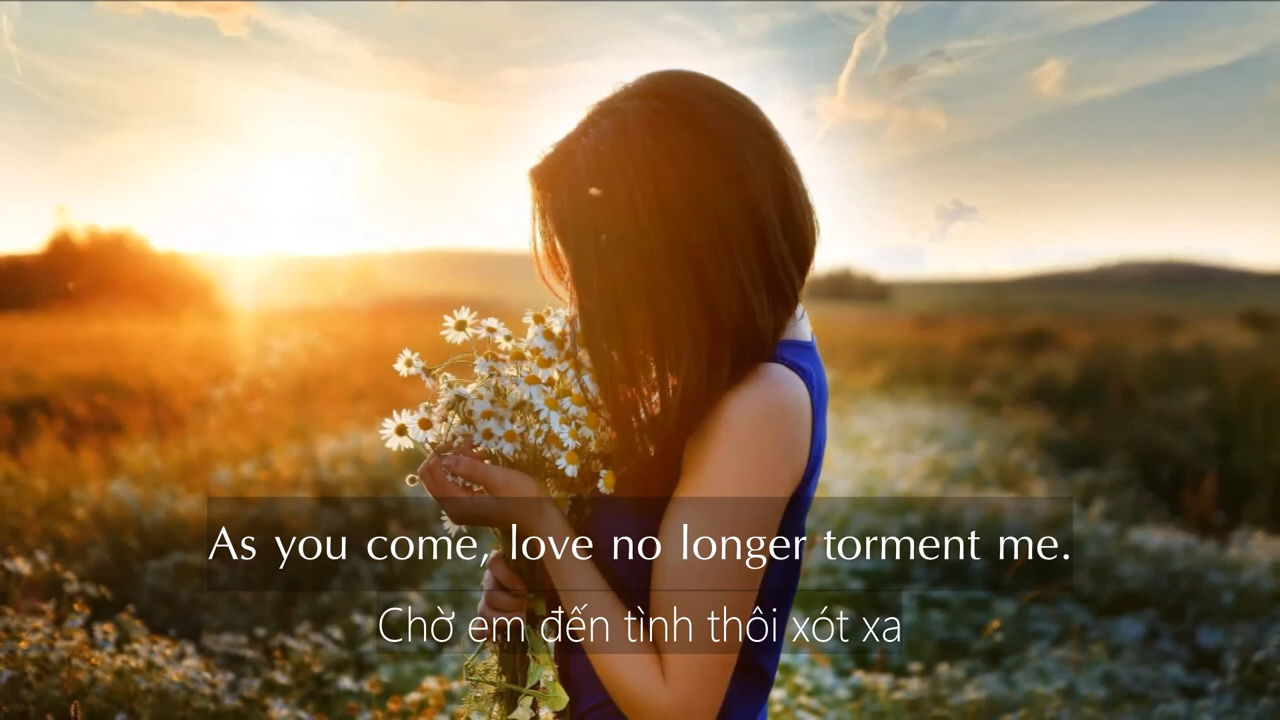 As you come, love no longer torment me.
Chờ em đến tình thôi xót xa